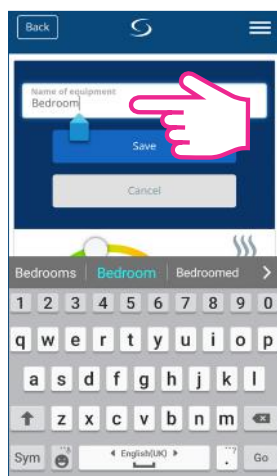 Back
Name of equipment
Bedroom
Save
Cancel
Bedrooms Bedroom Bedroomed
1 2 3 4 5 6 7 8 9 0
q w e r t y u i o p
a s d f g h j k l
z x c v b n m
Sym English(UK) . Go